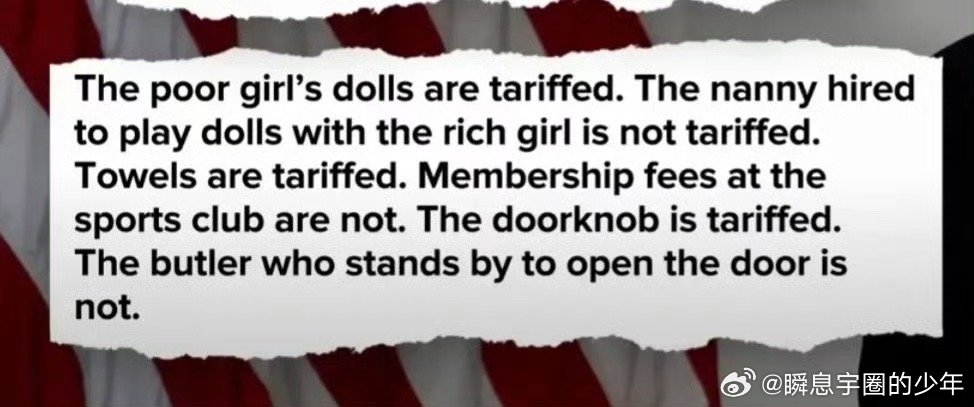 The poor girl’s dolls are tariffed. The nanny hired
to play dolls with the rich girl is not tariffed.
Towels are tariffed. Membership fees at the
sports club are not. The doorknob is tariffed.
The butler who stands by to open the door is
not.
@瞬息宇圈的少年